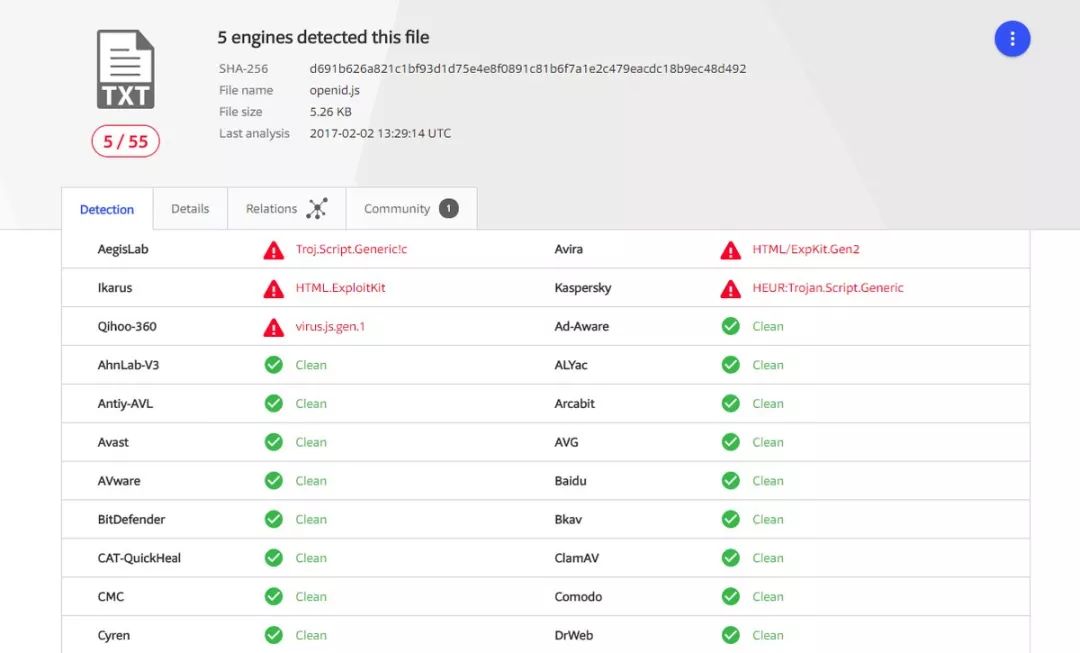 5 engines detected this file
SHA-256 d691b626a821c1bf93d1d75e4e8f0891c81b6f7a1e2c479eacdc18b9ec48d492
File name openid.js
File size 5.26 KB
Last analysis 2017-02-02 13:29:14 UTC
TXT
5 / 55
Detection Details Relations Community 1
AegisLab Troj.Script.Generic!c Avira HTML/ExpKit.Gen2
Ikarus HTML.ExploitKit Kaspersky HEUR:Trojan.Script.Generic
Qihoo-360 virus.js.gen.1 Ad-Aware Clean
AhnLab-V3 Clean ALYac Clean
Antiy-AVL Clean Arcabit Clean
Avast Clean AVG Clean
AVware Clean Baidu Clean
BitDefender Clean Bkav Clean
CAT-QuickHeal Clean ClamAV Clean
CMC Clean Comodo Clean
Cyren Clean DrWeb Clean